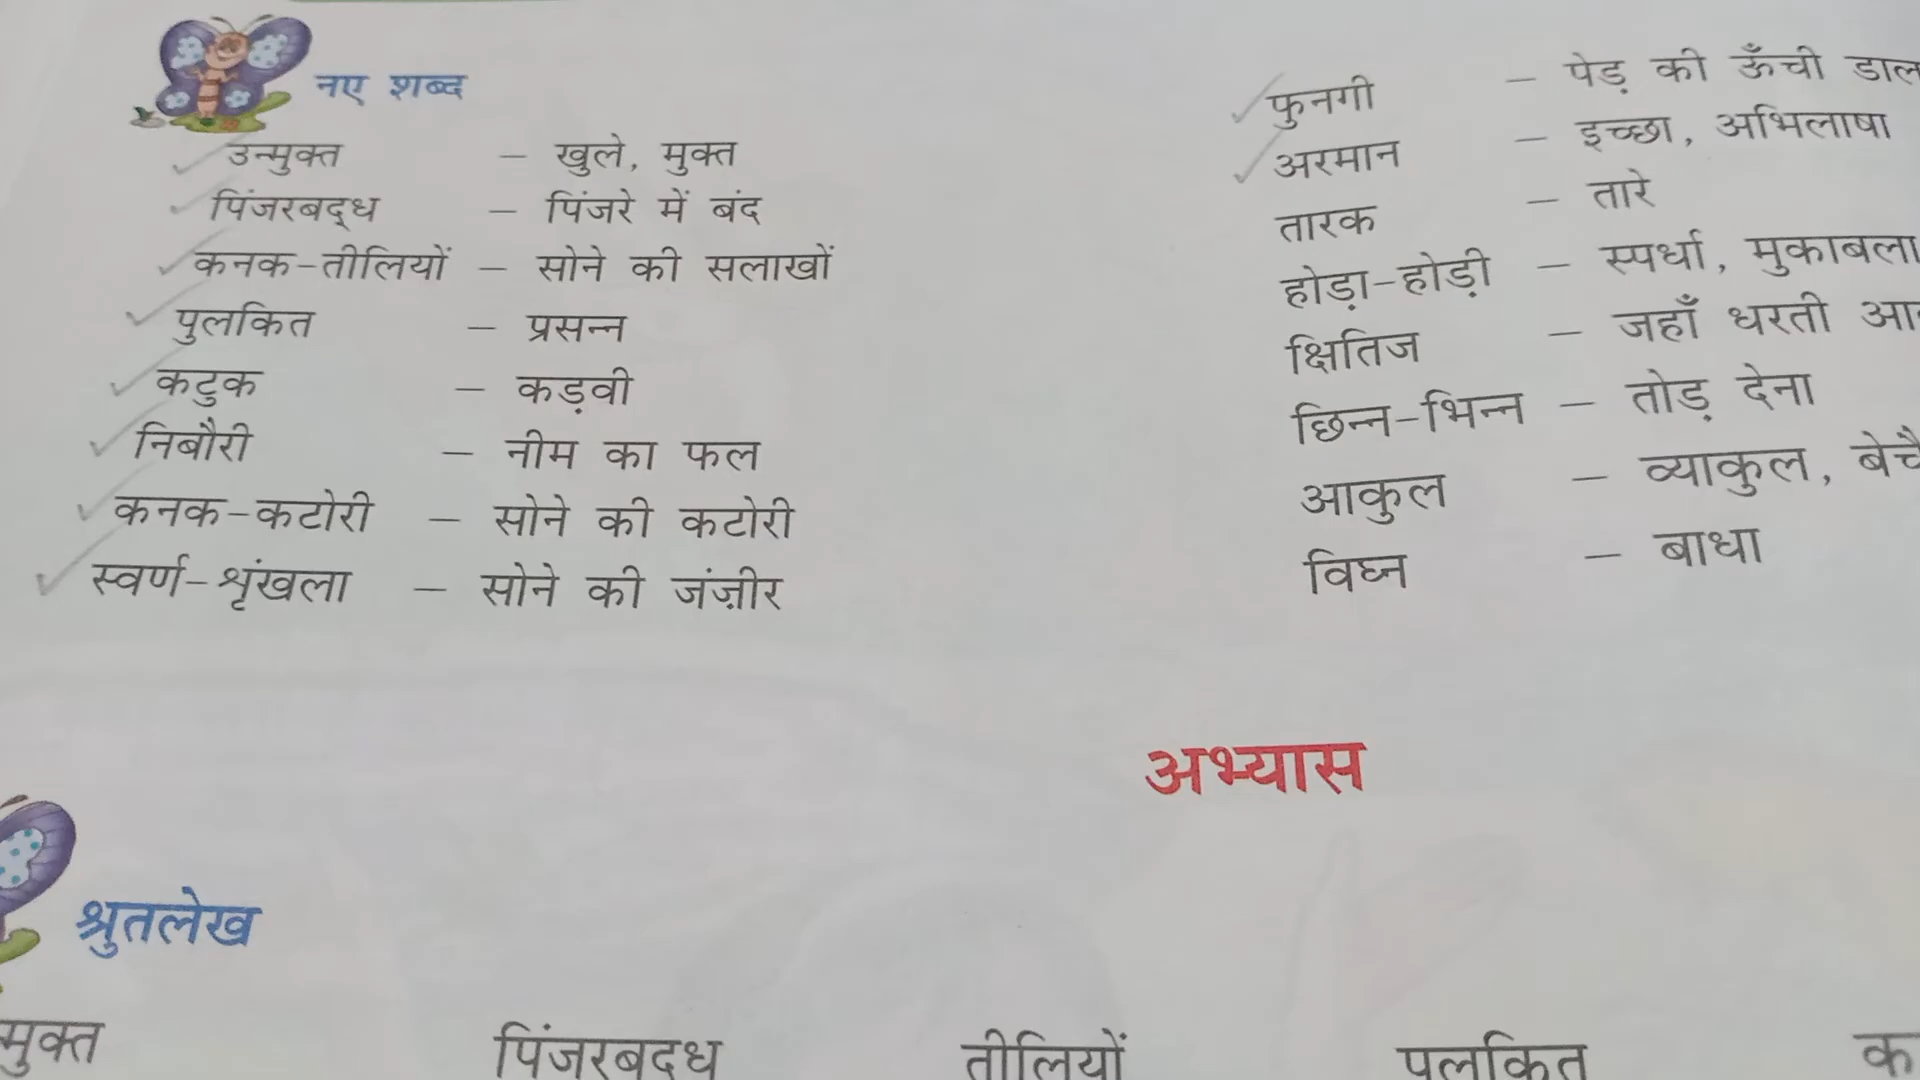 नए शब्द
उन्मुक्त – खुले, मुक्त
पिंजरबद्ध – पिंजरे में बंद
कनक-तीलियों – सोने की सलाखों
पुलकित – प्रसन्न
कटुक – कड़वी
निबौरी – नीम का फल
कनक-कटोरी – सोने की कटोरी
स्वर्ण-श्रृंखला – सोने की जंज़ीर
फुनगी – पेड़ की ऊँची डाल
अरमान – इच्छा, अभिलाषा
तारक – तारे
होड़ा-होड़ी – स्पर्धा, मुकाबला
क्षितिज – जहाँ धरती
छिन्न-भिन्न – तोड़ देना
आकुल – व्याकुल,
विघ्न – बाधा
अभ्यास
श्रुतलेख
मुक्त पिंजरबद्ध तीलियों पुलकित